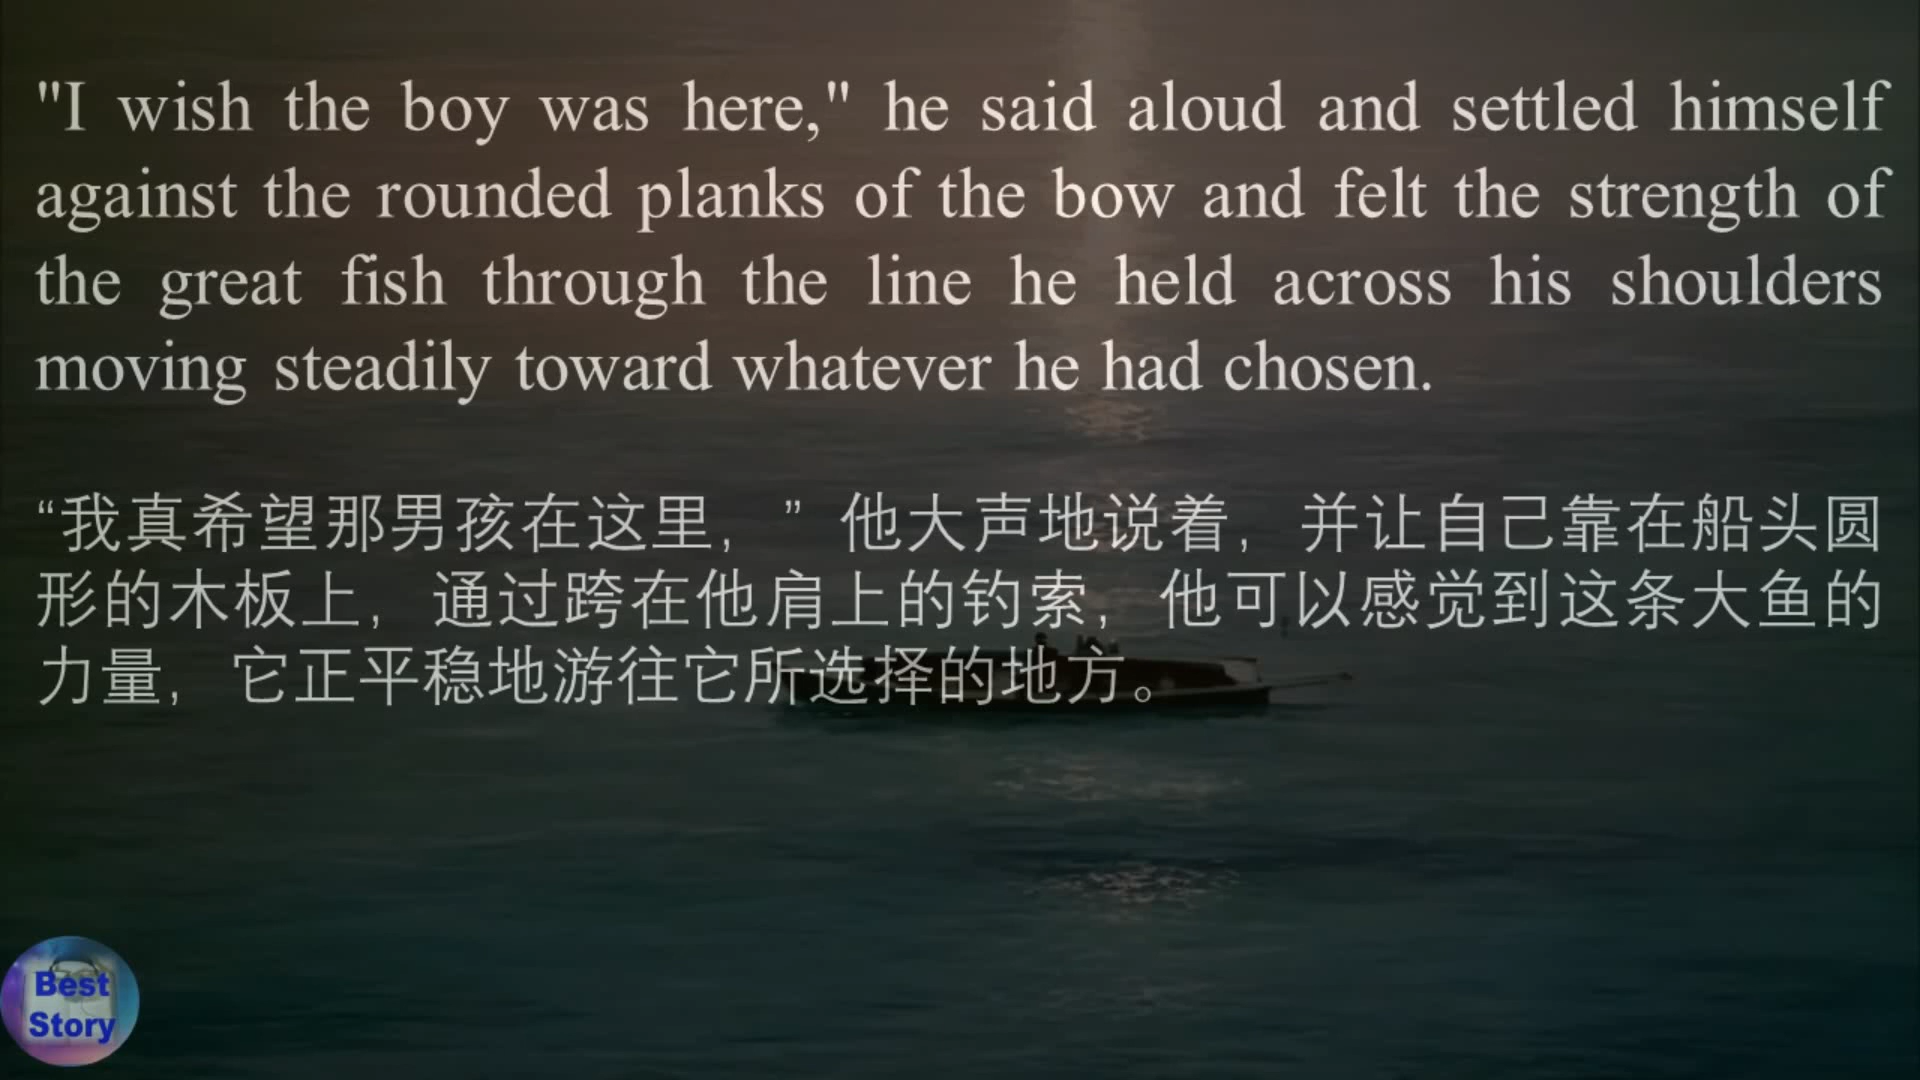 "I wish the boy was here," he said aloud and settled himself
against the rounded planks of the bow and felt the strength of
the great fish through the line he held across his shoulders
moving steadily toward whatever he had chosen.
“我真希望那男孩在这里，”他大声地说着，并让自己靠在船头圆
形的木板上，通过跨在他肩上的钓索，他可以感觉到这条大鱼的
力量，它正平稳地游往它所选择的地方。
Best
Story